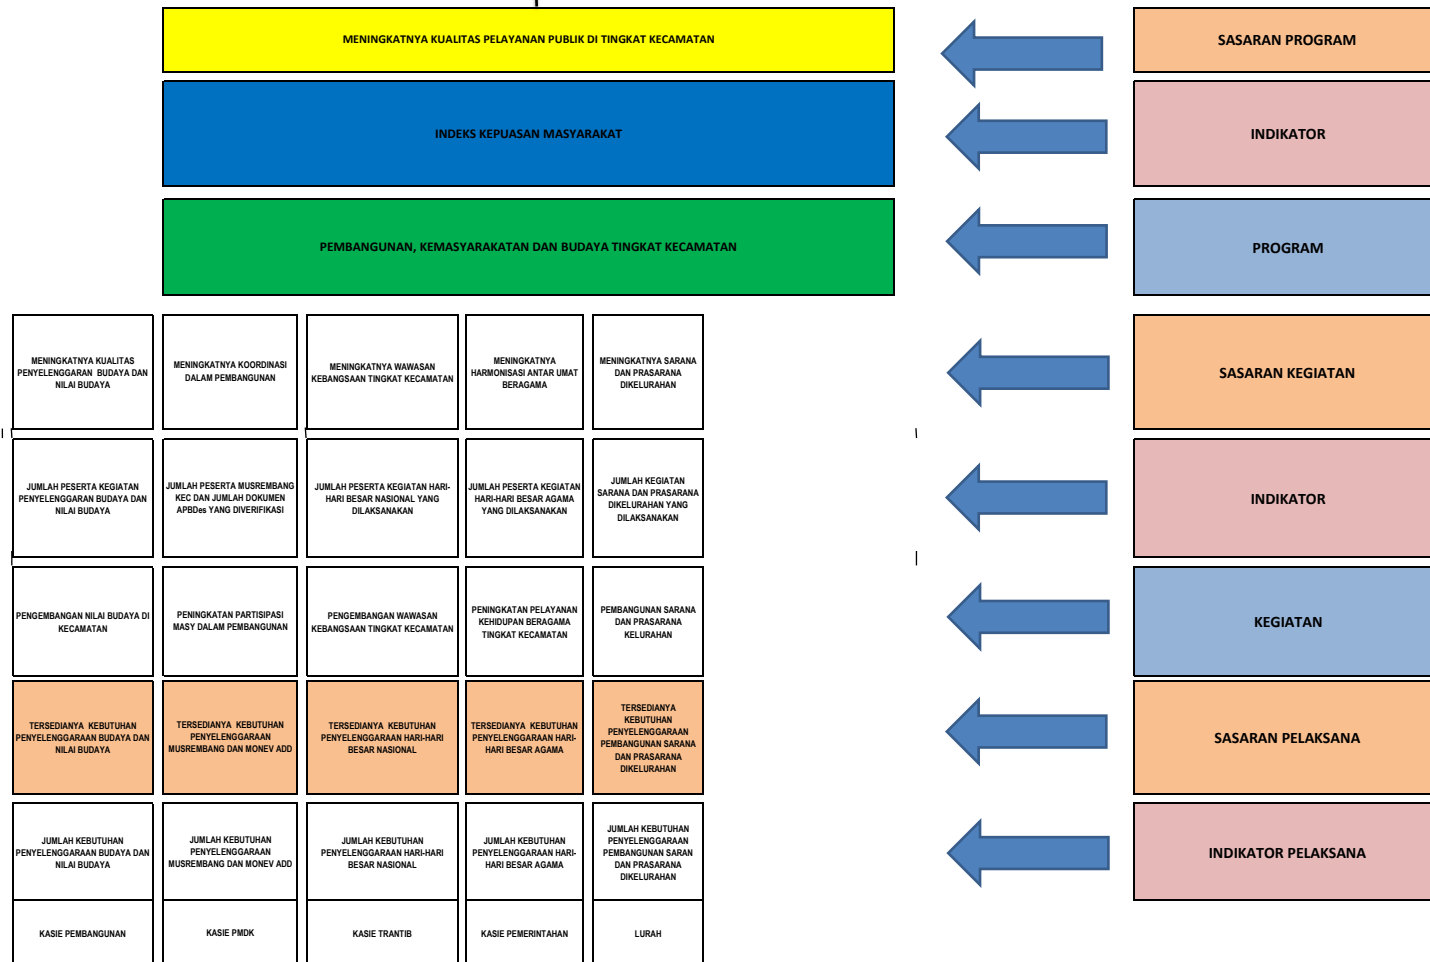 MENINGKATNYA KUALITAS PELAYANAN PUBLIK DI TINGKAT KECAMATAN
SASARAN PROGRAM
INDEKS KEPUASAN MASYARAKAT
INDIKATOR
PEMBANGUNAN, KEMASYARAKATAN DAN BUDAYA TINGKAT KECAMATAN
PROGRAM
MENINGKATNYA KUALITAS
PENYELENGGARAN BUDAYA DAN
NILAI BUDAYA
MENINGKATNYA KOORDINASI
DALAM PEMBANGUNAN
MENINGKATNYA WAWASAN
KEBANGSAAN TINGKAT KECAMATAN
MENINGKATNYA
HARMONISASI ANTAR UMAT
BERAGAMA
MENINGKATNYA SARANA
DAN PRASARANA
DIKELURAHAN
SASARAN KEGIATAN
JUMLAH PESERTA KEGIATAN
PENYELENGGARAN BUDAYA DAN
NILAI BUDAYA
JUMLAH PESERTA MUSREMBANG
KEC DAN JUMLAH DOKUMEN
APBDes YANG DIVERIFIKASI
JUMLAH PESERTA KEGIATAN HARI-
HARI BESAR NASIONAL YANG
DILAKSANAKAN
JUMLAH PESERTA KEGIATAN
HARI-HARI BESAR AGAMA
YANG DILAKSANAKAN
JUMLAH KEGIATAN
SARANA DAN PRASARANA
DIKELURAHAN YANG
DILAKSANAKAN
INDIKATOR
PENGEMBANGAN NILAI BUDAYA DI
KECAMATAN
PENINGKATAN PARTISIPASI
MASY DALAM PEMBANGUNAN
PENGEMBANGAN WAWASAN
KEBANGSAAN TINGKAT KECAMATAN
PENINGKATAN PELAYANAN
KEHIDUPAN BERAGAMA
TINGKAT KECAMATAN
PEMBANGUNAN SARANA
DAN PRASARANA
KELURAHAN
KEGIATAN
TERSEDIANYA KEBUTUHAN
PENYELENGGARAAN BUDAYA DAN
NILAI BUDAYA
TERSEDIANYA KEBUTUHAN
PENYELENGGARAAN
MUSREMBANG DAN MONEV ADD
TERSEDIANYA KEBUTUHAN
PENYELENGGARAAN HARI-HARI
BESAR NASIONAL
TERSEDIANYA KEBUTUHAN
PENYELENGGARAAN HARI-
HARI BESAR AGAMA
TERSEDIANYA
KEBUTUHAN
PENYELENGGARAAN
PEMBANGUNAN SARANA
DAN PRASARANA
DIKELURAHAN
SASARAN PELAKSANA
JUMLAH KEBUTUHAN
PENYELENGGARAAN BUDAYA DAN
NILAI BUDAYA
JUMLAH KEBUTUHAN
PENYELENGGARAAN
MUSREMBANG DAN MONEV ADD
JUMLAH KEBUTUHAN
PENYELENGGARAAN HARI-HARI
BESAR NASIONAL
JUMLAH KEBUTUHAN
PENYELENGGARAAN HARI-
HARI BESAR AGAMA
JUMLAH KEBUTUHAN
PENYELENGGARAAN
PEMBANGUNAN SARAN
DAN PRASARANA
DIKELURAHAN
INDIKATOR PELAKSANA
KASIE PEMBANGUNAN
KASIE PMDK
KASIE TRANTIB
KASIE PEMERINTAHAN
LURAH